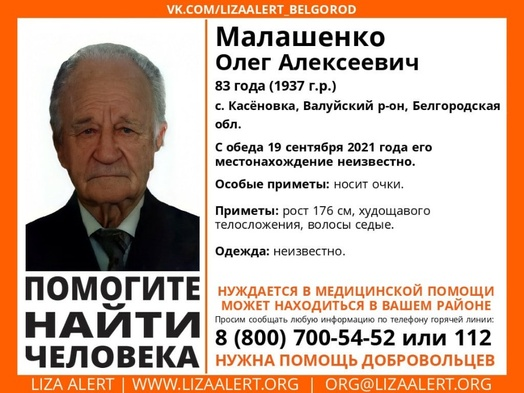 VK.COM/LIZAALERT_BELGOROD
Малашенко
Олег Алексеевич
83 года (1937 г.р.)
с. Касёновка, Валуйский р-он, Белгородская
обл.
С обеда 19 сентября 2021 года его
местонахождение неизвестно.
Особые приметы: носит очки.
Приметы: рост 176 см, худощавого
телосложения, волосы седые.
Одежда: неизвестно.
ПОМОГИТЕ
НАЙТИ
ЧЕЛОВЕКА
НУЖДАЕТСЯ В МЕДИЦИНСКОЙ ПОМОЩИ
МОЖЕТ НАХОДИТЬСЯ В ВАШЕМ РАЙОНЕ
Просим сообщать любую информацию по телефону горячей линии:
8 (800) 700-54-52 или 112
НУЖНА ПОМОЩЬ ДОБРОВОЛЬЦЕВ
LIZA ALERT | WWW.LIZAALERT.ORG | ORG@LIZAALERT.ORG